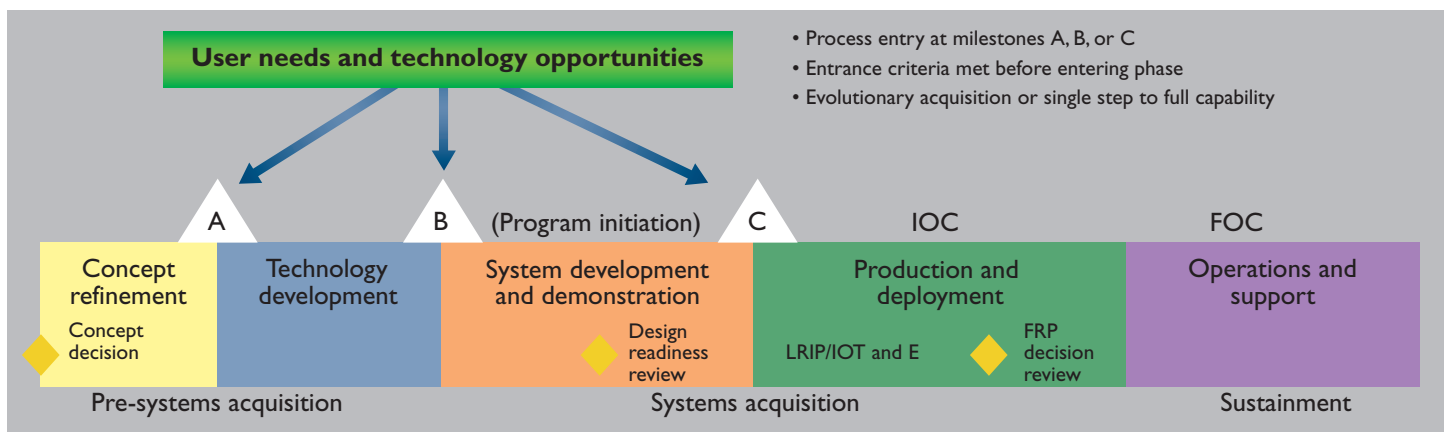 User needs and technology opportunities
• Process entry at milestones A, B, or C
• Entrance criteria met before entering phase
• Evolutionary acquisition or single step to full capability
A
B
(Program initiation)
C
IOC
FOC
Concept
refinement
Technology
development
System development
and demonstration
Production and
deployment
Operations and
support
Concept
decision
Design
readiness
review
LRIP/IOT and E
FRP
decision
review
Pre-systems acquisition
Systems acquisition
Sustainment